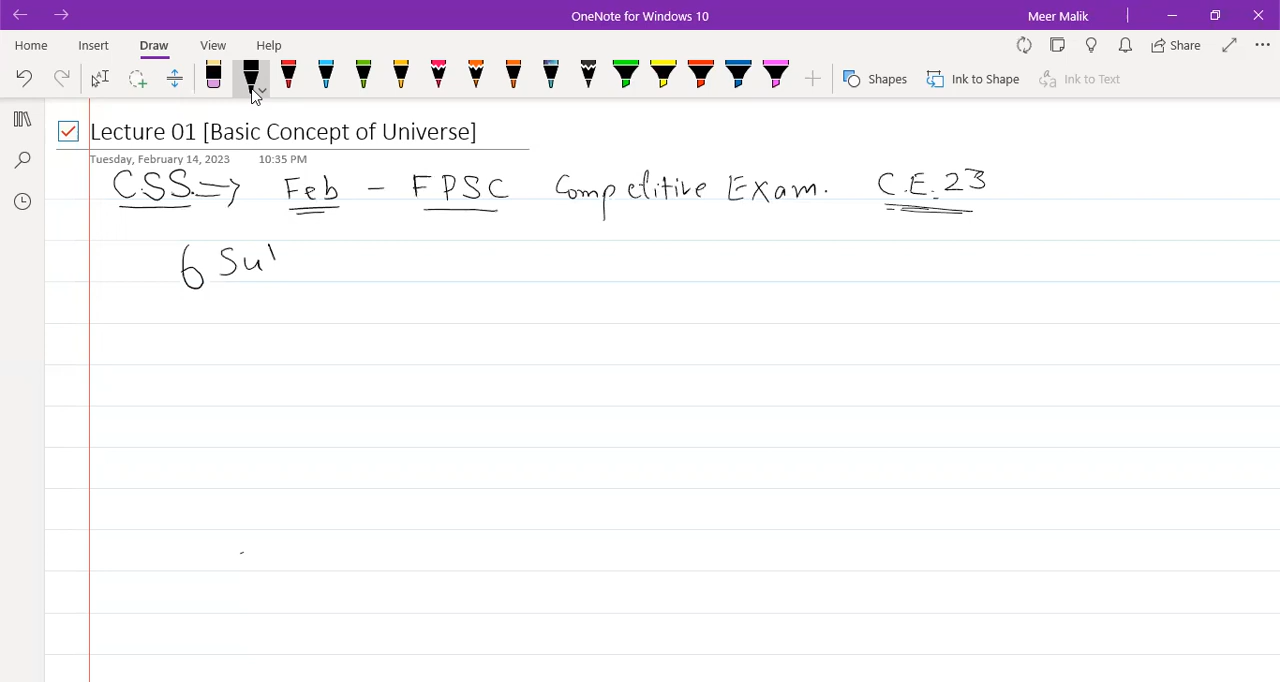 OneNote for Windows 10
Meer Malik
Home Insert Draw View Help
Share
Shapes Ink to Shape Ink to Text
Lecture 01 [Basic Concept of Universe]
Tuesday, February 14, 2023 10:35 PM
C.S.S. → Feb - FPSC Competitive Exam. C.E.23
6 Su